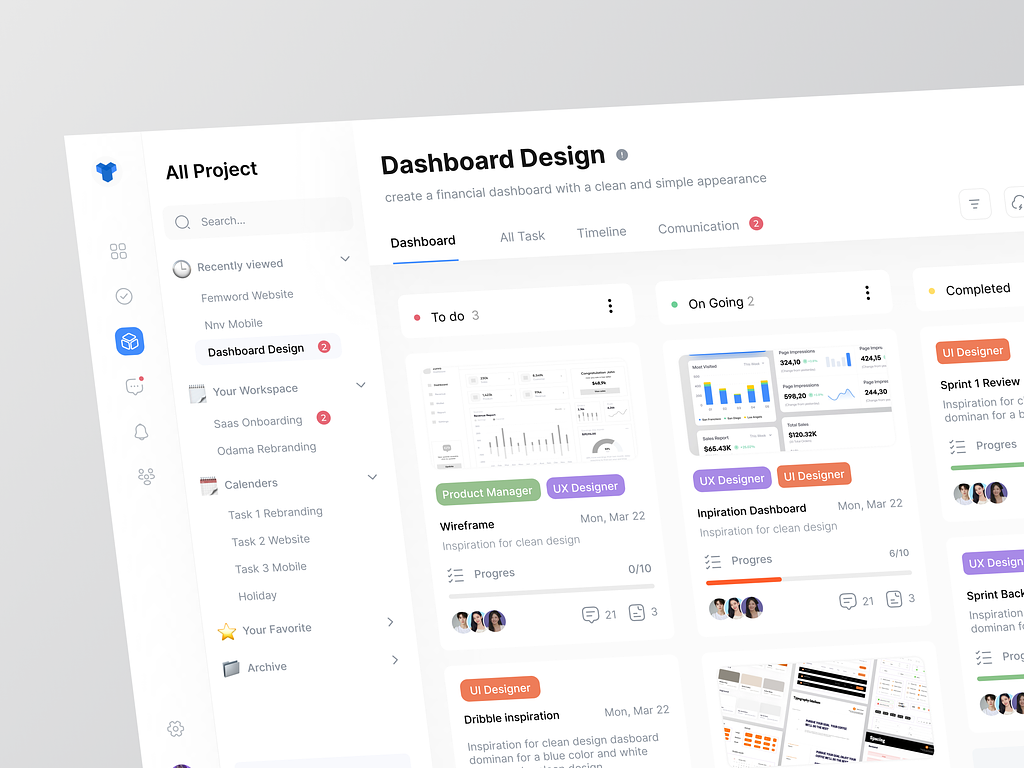 All Project
Search...
Recently viewed
Femword Website
Nnv Mobile
Dashboard Design 2
Your Workspace
Saas Onboarding 2
Odama Rebranding
Calenders
Task 1 Rebranding
Task 2 Website
Task 3 Mobile
Holiday
Your Favorite
Archive
Dashboard Design
create a financial dashboard with a clean and simple appearance
Dashboard
All Task
Timeline
Comunication 2
To do 3
Product Manager
UX Designer
Wireframe
Mon, Mar 22
Inspiration for clean design
Progres
0/10
21
3
UI Designer
Dribble inspiration
Mon, Mar 22
Inspiration for clean design dasboard
dominan for a blue color and white
On Going 2
Most Visited
This Week
Sales Report
This Week
$65.43K
Page Impressions
324,10
598,20
Page Impressions
Total Sales
$120.32K
424,15
244,30
UX Designer
UI Designer
Inpiration Dashboard
Mon, Mar 22
Inspiration for clean design
Progres
6/10
21
3
Spacing
Completed
UI Designer
Sprint 1 Review
Inspiration for c
dominan for a b
Progres
UX Design
Sprint Back
Inspiration
dominan fo
Prog